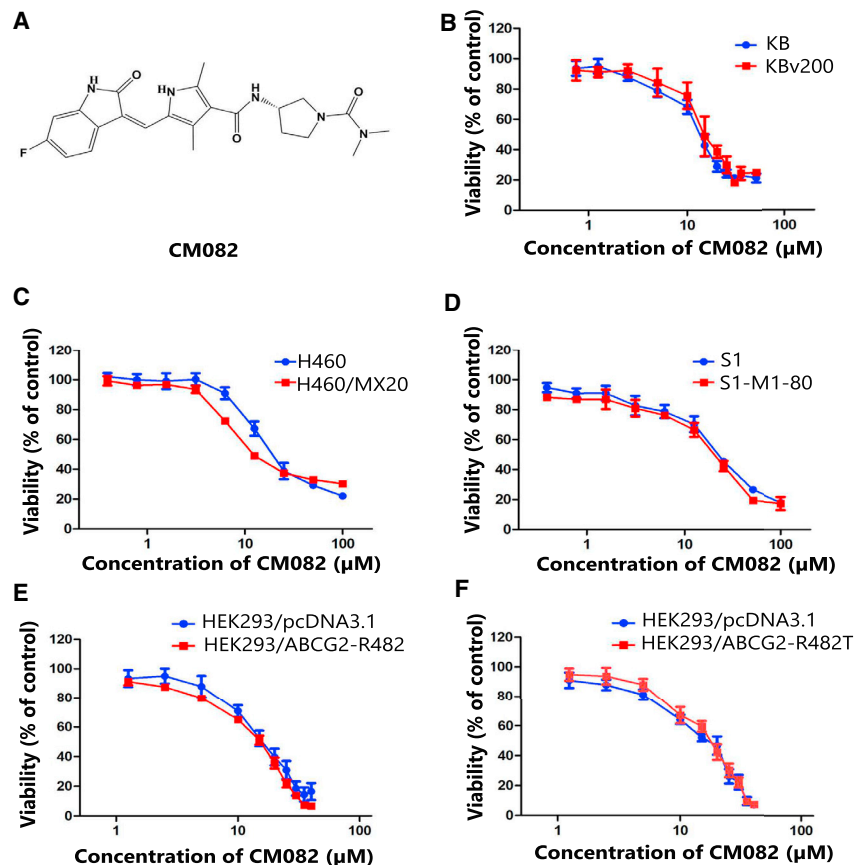 A
NH
O
F
NH
HN
O
N
O
N
CM082
B
KB
KBv200
Viability (% of control)
120
100
80
60
40
20
0
1
10
100
Concentration of CM082 (μM)
C
H460
H460/MX20
Viability (% of control)
120
100
80
60
40
20
0
1
10
100
Concentration of CM082 (μM)
D
S1
S1-M1-80
Viability (% of control)
120
100
80
60
40
20
0
1
10
100
Concentration of CM082 (μM)
E
HEK293/pcDNA3.1
HEK293/ABCG2-R482
Viability (% of control)
120
100
80
60
40
20
0
1
10
100
Concentration of CM082 (μM)
F
HEK293/pcDNA3.1
HEK293/ABCG2-R482T
Viability (% of control)
120
100
80
60
40
20
0
1
10
100
Concentration of CM082 (μM)